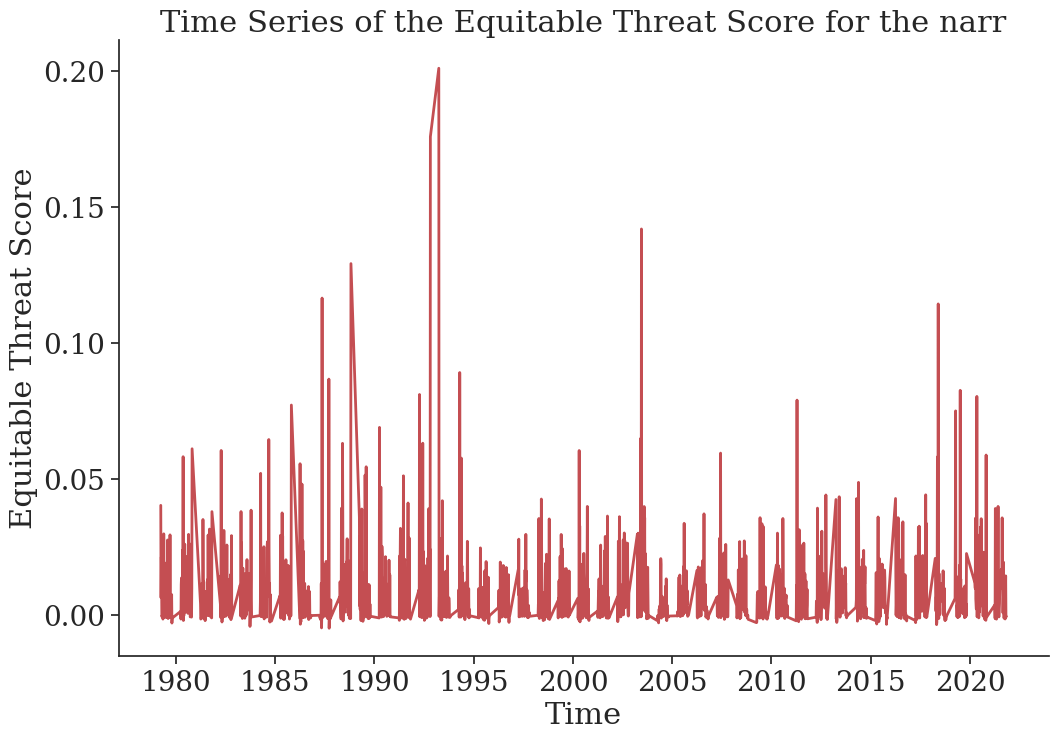 Time Series of the Equitable Threat Score for the narr
Equitable Threat Score
0.20
0.15
0.10
0.05
0.00
1980 1985 1990 1995 2000 2005 2010 2015 2020
Time